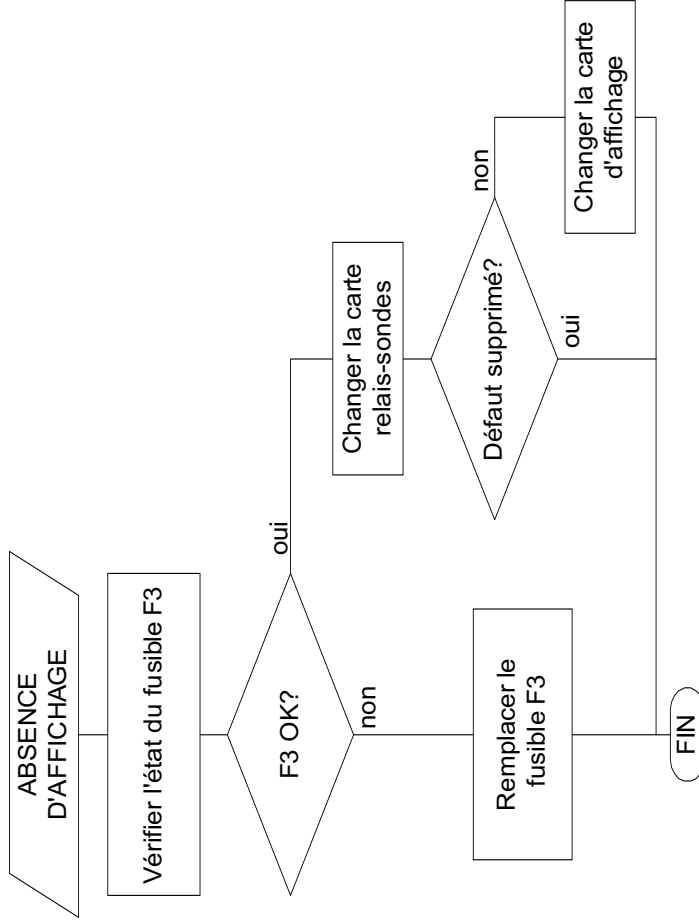 ABSENCE
D'AFFICHAGE
Vérifier l'état du fusible F3
F3 OK?
oui
non
Changer la carte
relais-sondes
Défaut supprimé?
non
oui
Changer la carte
d'affichage
Remplacer le
fusible F3
FIN